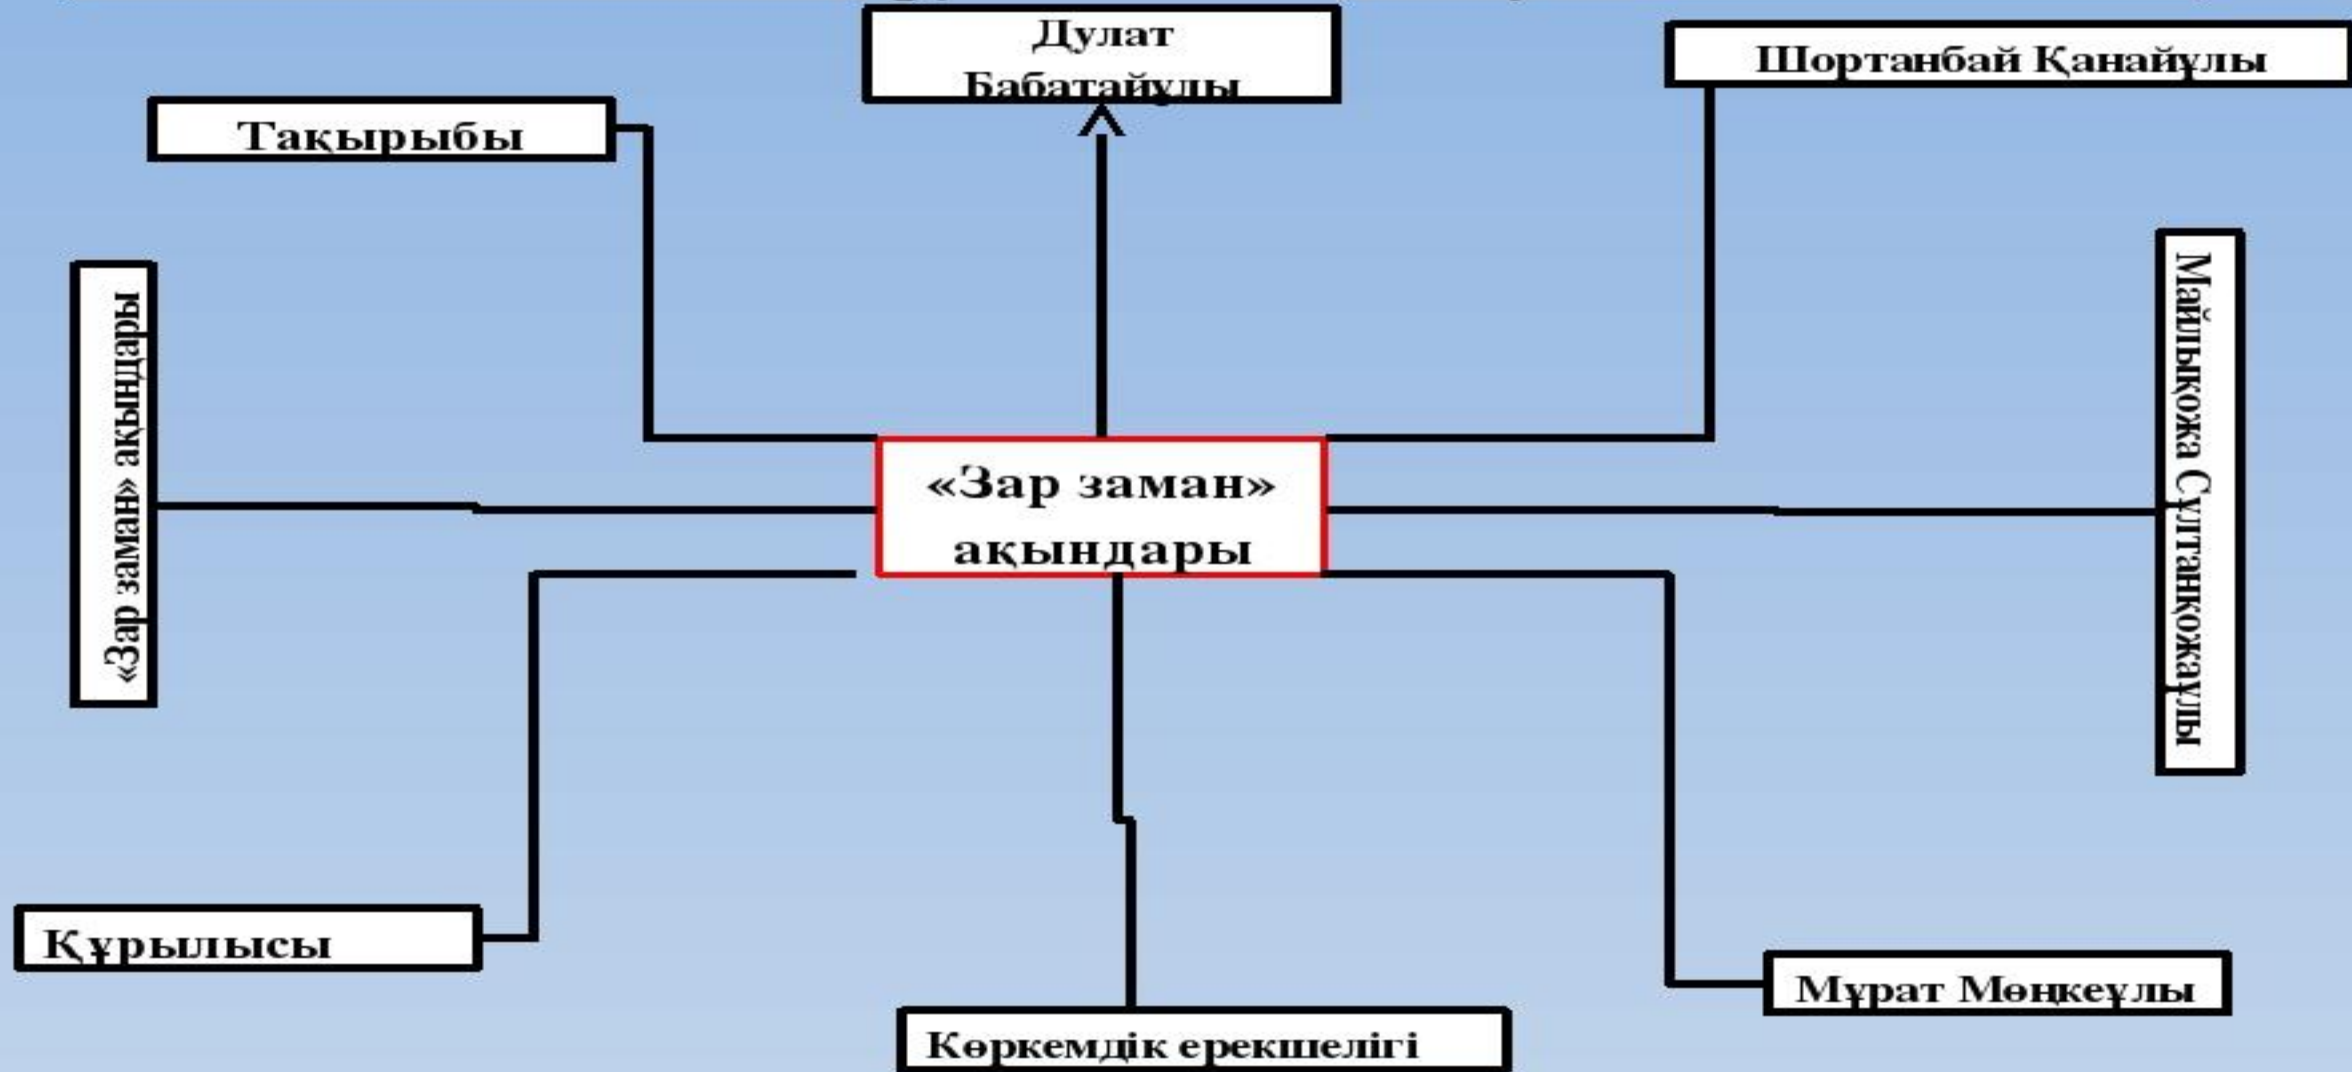 Дулат
Бабатайұлы
Шортанбай Қанайұлы
Тақырыбы
«Зар заман» ақындары
Майлықожа Сұлтанқожаұлы
«Зар заман»
ақындары
Құрылысы
Мұрат Мөңкеұлы
Көркемдік ерекшелігі